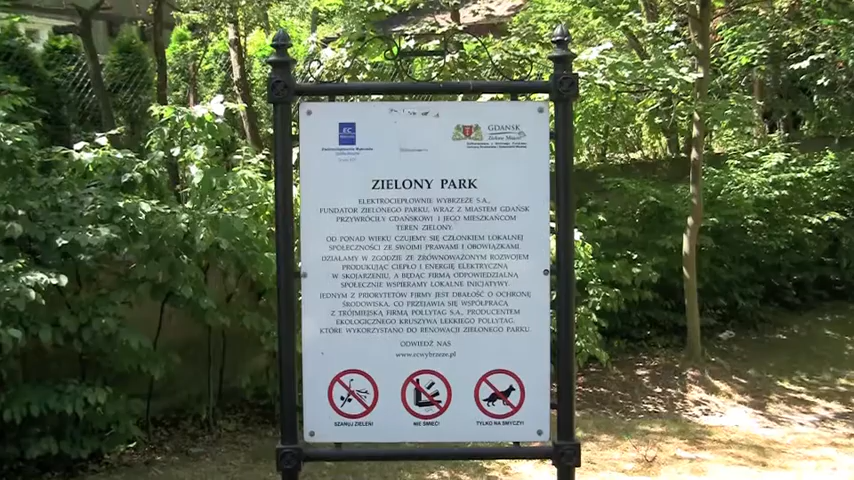 EC
GDAŃSK
ZIELONY PARK
ELEKTROCIEPŁOWNIE WYBRZEŻE S.A.,
FUNDATOR ZIELONEGO PARKU, WRAZ Z MIASTEM GDAŃSK
PRZYWRÓCIŁY GDAŃSKOWI I JEGO MIESZKAŃCOM
TEREN ZIELONY.
OD PONAD WIEKU CZUJEMY SIĘ CZŁONKIEM LOKALNEJ
SPOŁECZNOŚCI ZE SWOIMI PRAWAMI I OBOWIĄZKAMI.
DZIAŁAMY W ZGODZIE ZE ZRÓWNOWAŻONYM ROZWOJEM
PRODUKUJĄC CIEPŁO I ENERGIĘ ELEKTRYCZNĄ
W SKOJARZENIU, A BĘDĄC FIRMĄ ODPOWIEDZIALNĄ
SPOŁECZNIE WSPIERAMY LOKALNE INICJATYWY.
JEDNYM Z PRIORYTETÓW FIRMY JEST DBAŁOŚĆ O OCHRONĘ
ŚRODOWISKA, CO PRZEJAWIA SIĘ WSPÓŁPRACĄ
Z TRÓJMIEJSKĄ FIRMĄ POLLYTAG S.A., PRODUCENTEM
EKOLOGICZNEGO KRUSZYWA LEKKIEGO POLLYTAG,
KTÓRE WYKORZYSTANO DO RENOWACJI ZIELONEGO PARKU.
ODWIEDŹ NAS
www.ecwybrzeze.pl
SZANUJ ZIELEŃ
NIE ŚMIECI
TYLKO NA SMYCZY!